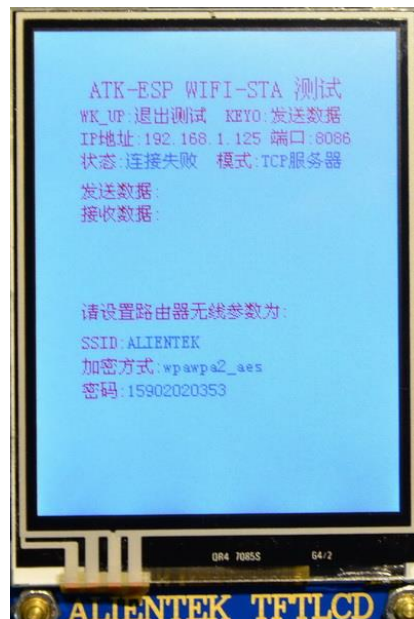 ATK-ESP WIFI-STA 测试
WK_UP:退出测试 KEY0:发送数据
IP地址:192.168.1.125 端口:8086
状态:连接失败 模式:TCP服务器
发送数据:
接收数据:
请设置路由器无线参数为:
SSID:ALIENTEK
加密方式:wpawpa2_aes
密码:15902020353
QR4 7085S 64/2
ALIENTEK TFTLCD